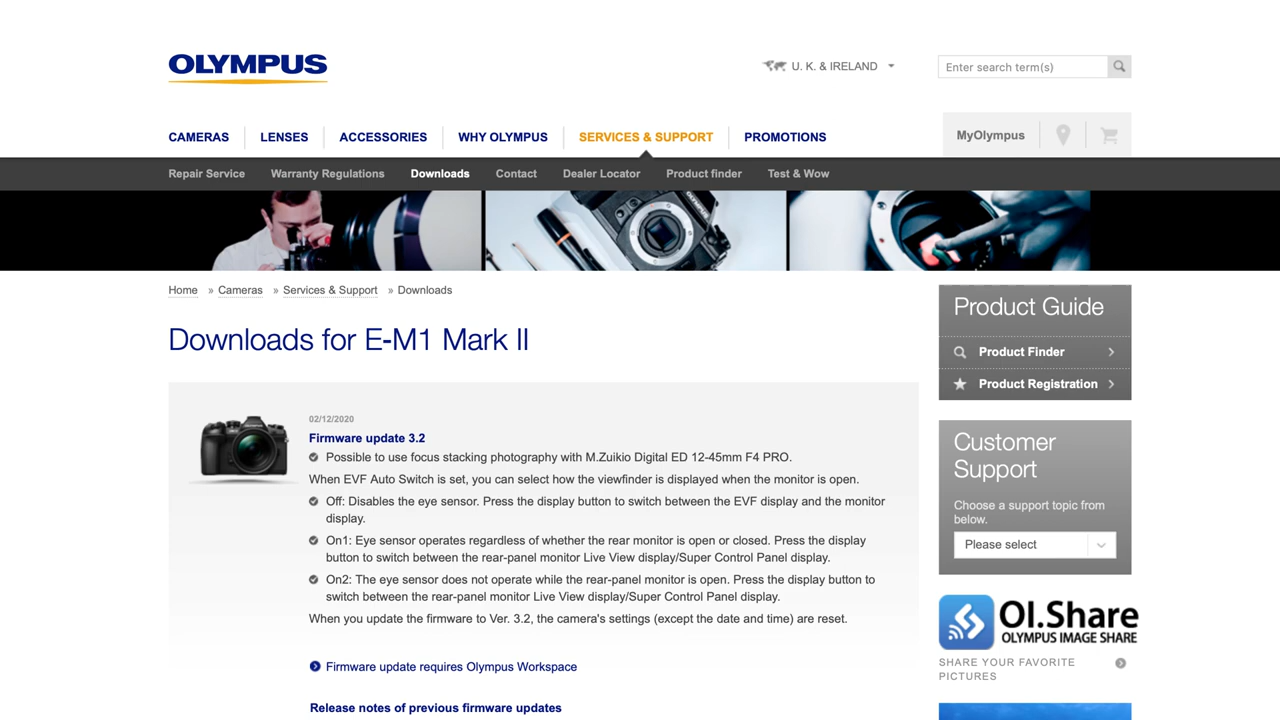 OLYMPUS
U. K. & IRELAND
Enter search term(s)
CAMERAS
LENSES
ACCESSORIES
WHY OLYMPUS
SERVICES & SUPPORT
PROMOTIONS
MyOlympus
Repair Service
Warranty Regulations
Downloads
Contact
Dealer Locator
Product finder
Test & Wow
OLYMPUS
Home » Cameras » Services & Support » Downloads
Downloads for E-M1 Mark II
02/12/2020
Firmware update 3.2
Possible to use focus stacking photography with M.Zuikio Digital ED 12-45mm F4 PRO.
When EVF Auto Switch is set, you can select how the viewfinder is displayed when the monitor is open.
Off: Disables the eye sensor. Press the display button to switch between the EVF display and the monitor
display.
On1: Eye sensor operates regardless of whether the rear monitor is open or closed. Press the display
button to switch between the rear-panel monitor Live View display/Super Control Panel display.
On2: The eye sensor does not operate while the rear-panel monitor is open. Press the display button to
switch between the rear-panel monitor Live View display/Super Control Panel display.
When you update the firmware to Ver. 3.2, the camera's settings (except the date and time) are reset.
Firmware update requires Olympus Workspace
Release notes of previous firmware updates
Product Guide
Product Finder
Product Registration
Customer
Support
Choose a support topic from
below.
Please select
OI.Share
OLYMPUS IMAGE SHARE
SHARE YOUR FAVORITE
PICTURES